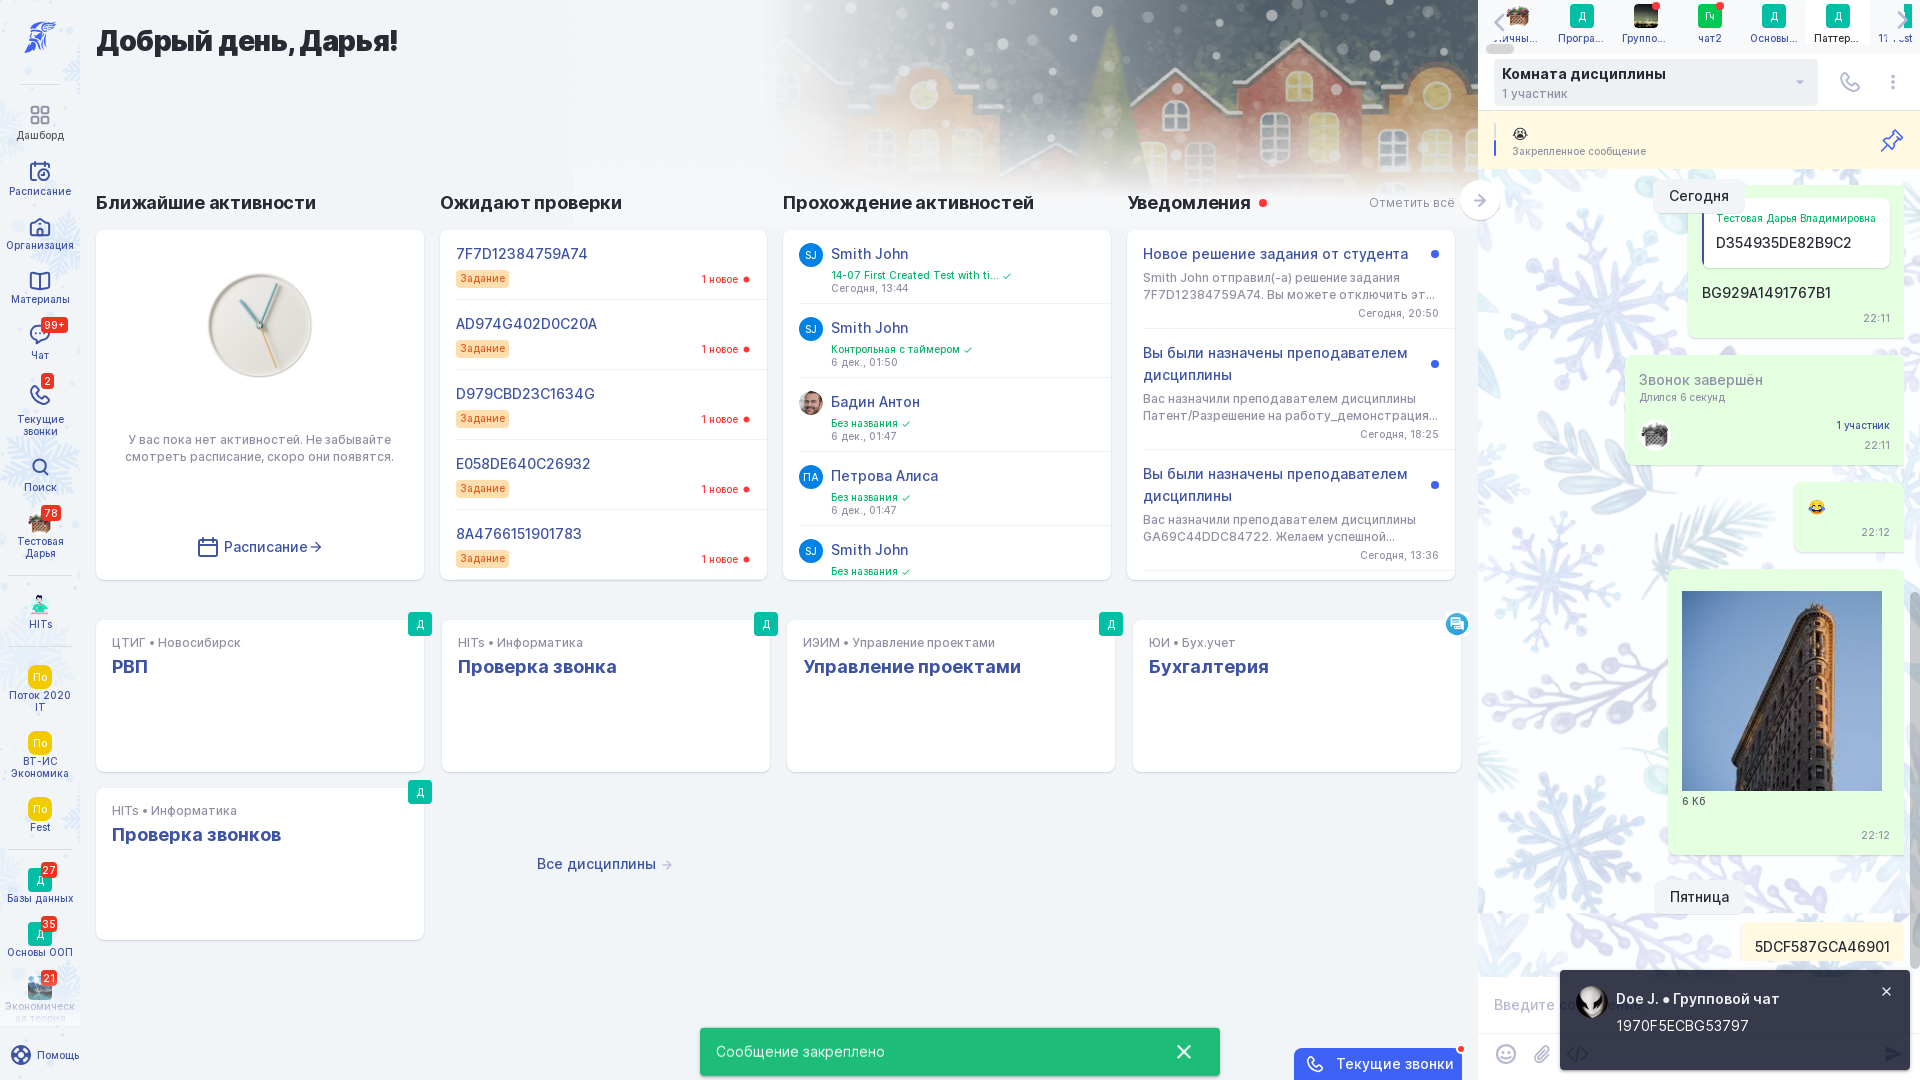 Добрый день, Дарья!
Дашборд
Расписание
Организация
Материалы
99+
Чат
2
Текущие
звонки
Поиск
78
Тестовая
Дарья
HITs
По
Поток 2020
IT
По
ВТ-ИС
Экономика
По
Fest
27
Д
Базы данных
35
Д
Основы ООП
21
Экономическ
ая теория
Помощь
Ближайшие активности
У вас пока нет активностей. Не забывайте
смотреть расписание, скоро они появятся.
Расписание
Ожидают проверки
7F7D12384759A74
Задание
1 новое
AD974G402D0C20A
Задание
1 новое
D979CBD23C1634G
Задание
1 новое
E058DE640C26932
Задание
1 новое
8A4766151901783
Задание
1 новое
Прохождение активностей
SJ
Smith John
14-07 First Created Test with ti...
Сегодня, 13:44
SJ
Smith John
Контрольная с таймером
6 дек., 01:50
Бадин Антон
Без названия
6 дек., 01:47
ПА
Петрова Алиса
Без названия
6 дек., 01:47
SJ
Smith John
Без названия
Уведомления
Отметить всё
Новое решение задания от студента
Smith John отправил(-а) решение задания
7F7D12384759A74. Вы можете отключить эт...
Сегодня, 20:50
Вы были назначены преподавателем
дисциплины
Вас назначили преподавателем дисциплины
Патент/Разрешение на работу_демонстрация...
Сегодня, 18:25
Вы были назначены преподавателем
дисциплины
Вас назначили преподавателем дисциплины
GA69C44DDC84722. Желаем успешной...
Сегодня, 13:36
Д
ЦТИГ • Новосибирск
РВП
Д
HITs • Информатика
Проверка звонка
Д
ИЭИМ • Управление проектами
Управление проектами
ЮИ • Бух.учет
Бухгалтерия
Д
HITs • Информатика
Проверка звонков
Все дисциплины
Сообщение закреплено
Текущие звонки
Личны...
Д
Програ...
Группо...
Гч
чат2
Д
Основы...
Д
Паттер...
11 Test
Комната дисциплины
1 участник
Закрепленное сообщение
Сегодня
Тестовая Дарья Владимировна
D354935DE82B9C2
BG929A1491767B1
22:11
Звонок завершён
Длился 6 секунд
1 участник
22:11
22:12
6 Кб
22:12
Пятница
5DCF587GCA46901
Введите
Doe J. ● Групповой чат
1970F5ECBG53797